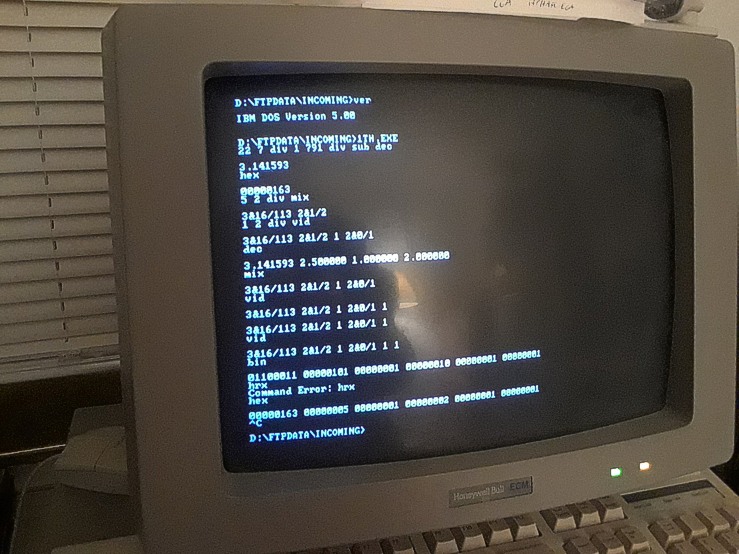 D:\FTPDATA\INCOMING>ver
IBM DOS Version 5.00
D:\FTPDATA\INCOMING>1TH.EXE
22 7 div 1 791 div sub dec
3.141593
hex
00000163
5 2 div mix
3&16/113 2&1/2
1 2 div vid
3&16/113 2&1/2 1 2&0/1
dec
3.141593 2.500000 1.000000 2.000000
mix
3&16/113 2&1/2 1 2&0/1
vid
3&16/113 2&1/2 1 2&0/1 1
3&16/113 2&1/2 1 2&0/1 1
vid
3&16/113 2&1/2 1 2&0/1 1 1
bin
01100011 00000101 00000001 00000010 00000001 00000001
hrx
Command Error: hrx
hex
00000163 00000005 00000001 00000002 00000001 00000001
^C
D:\FTPDATA\INCOMING>
Honeywell Bull ECM